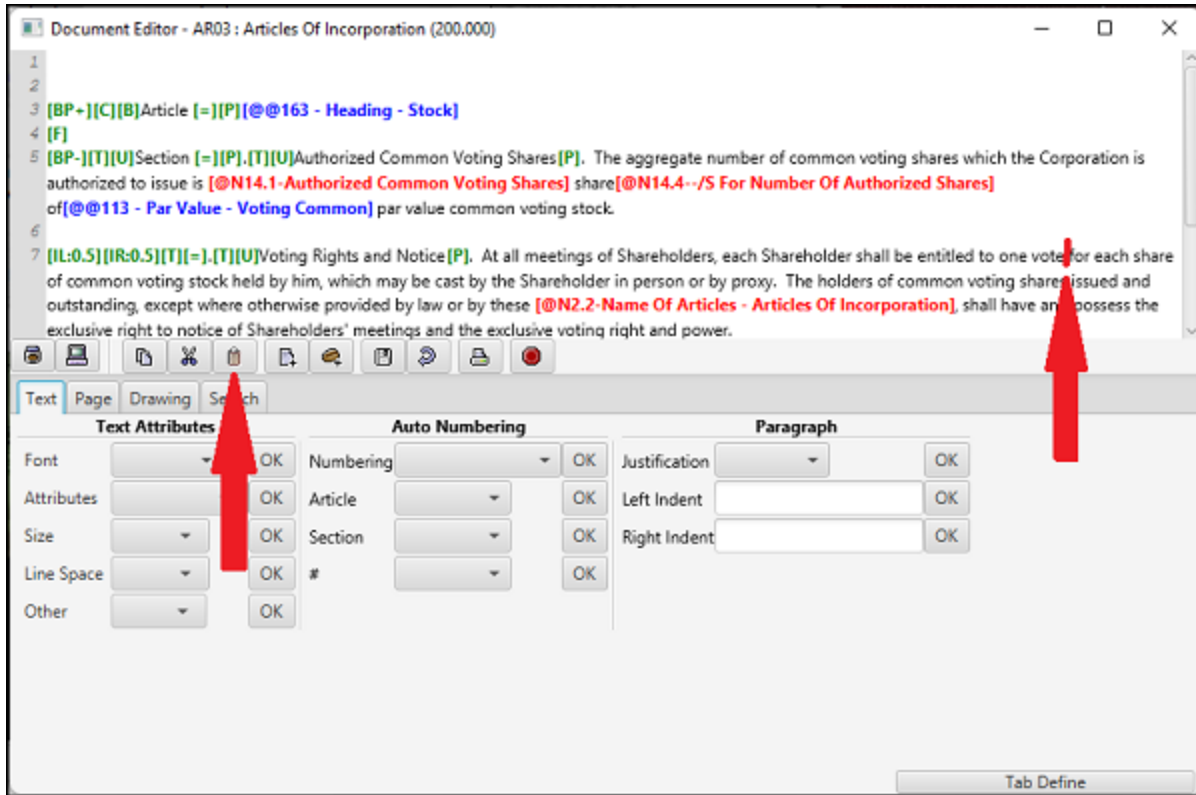 Document Editor - AR03 : Articles Of Incorporation (200.000)
1
2
3 [BP+][C][B]Article [=][P][@@163 - Heading - Stock]
4 [F]
5 [BP-][T][U]Section [=][P].[T][U]Authorized Common Voting Shares[P]. The aggregate number of common voting shares which the Corporation is
authorized to issue is [@N14.1-Authorized Common Voting Shares] share[@N14.4--/S For Number Of Authorized Shares]
of[@@113 - Par Value - Voting Common] par value common voting stock.
6
7 [IL:0.5][IR:0.5][T][=].[T][U]Voting Rights and Notice[P]. At all meetings of Shareholders, each Shareholder shall be entitled to one vote for each share
of common voting stock held by him, which may be cast by the Shareholder in person or by proxy. The holders of common voting shares issued and
outstanding, except where otherwise provided by law or by these [@N2.2-Name Of Articles - Articles Of Incorporation], shall have and possess the
exclusive right to notice of Shareholders' meetings and the exclusive voting right and power.
Text Page Drawing Search
Text Attributes Auto Numbering Paragraph
Font OK Numbering OK Justification OK
Attributes OK Article OK Left Indent OK
Size OK Section OK Right Indent OK
Line Space OK # OK
Other OK
Tab Define